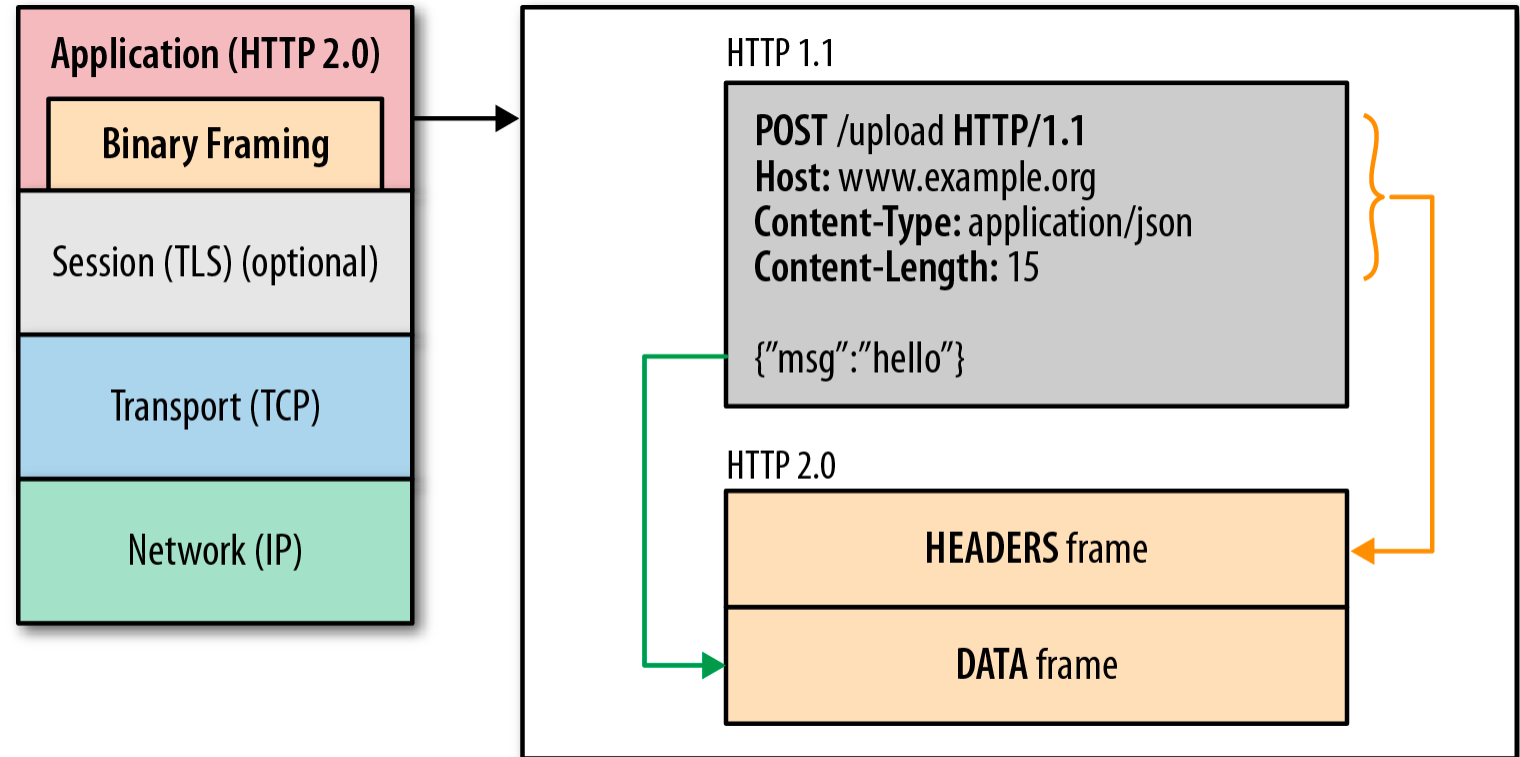 Application (HTTP 2.0)
Binary Framing
Session (TLS) (optional)
Transport (TCP)
Network (IP)
HTTP 1.1
POST /upload HTTP/1.1
Host: www.example.org
Content-Type: application/json
Content-Length: 15
{”msg”:”hello”}
HTTP 2.0
HEADERS frame
DATA frame